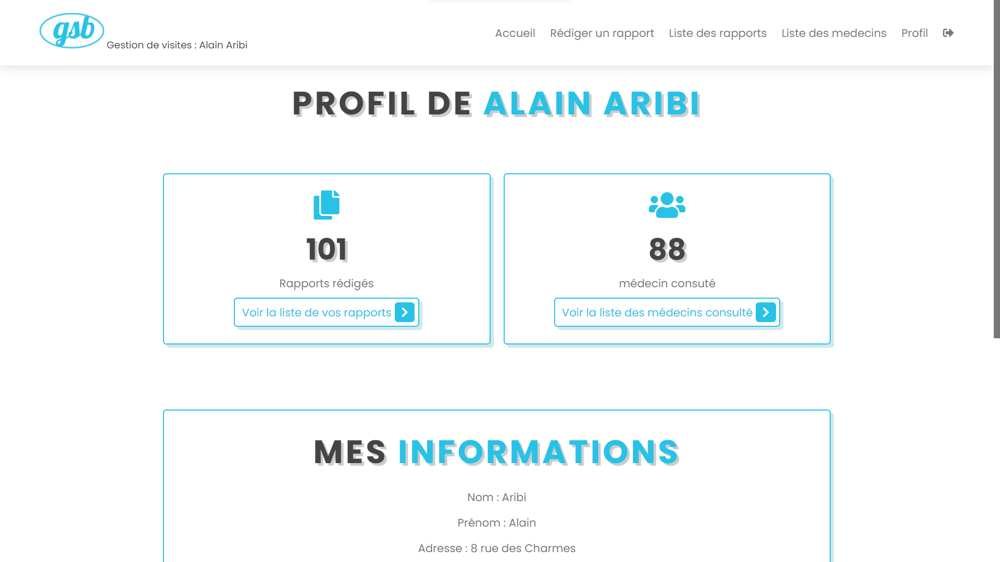 gsb
Gestion de visites : Alain Aribi
Accueil Rédiger un rapport Liste des rapports Liste des medecins Profil
PROFIL DE ALAIN ARIBI
101
Rapports rédigés
Voir la liste de vos rapports
88
médecin consuté
Voir la liste des médecins consulté
MES INFORMATIONS
Nom : Aribi
Prénom : Alain
Adresse : 8 rue des Charmes